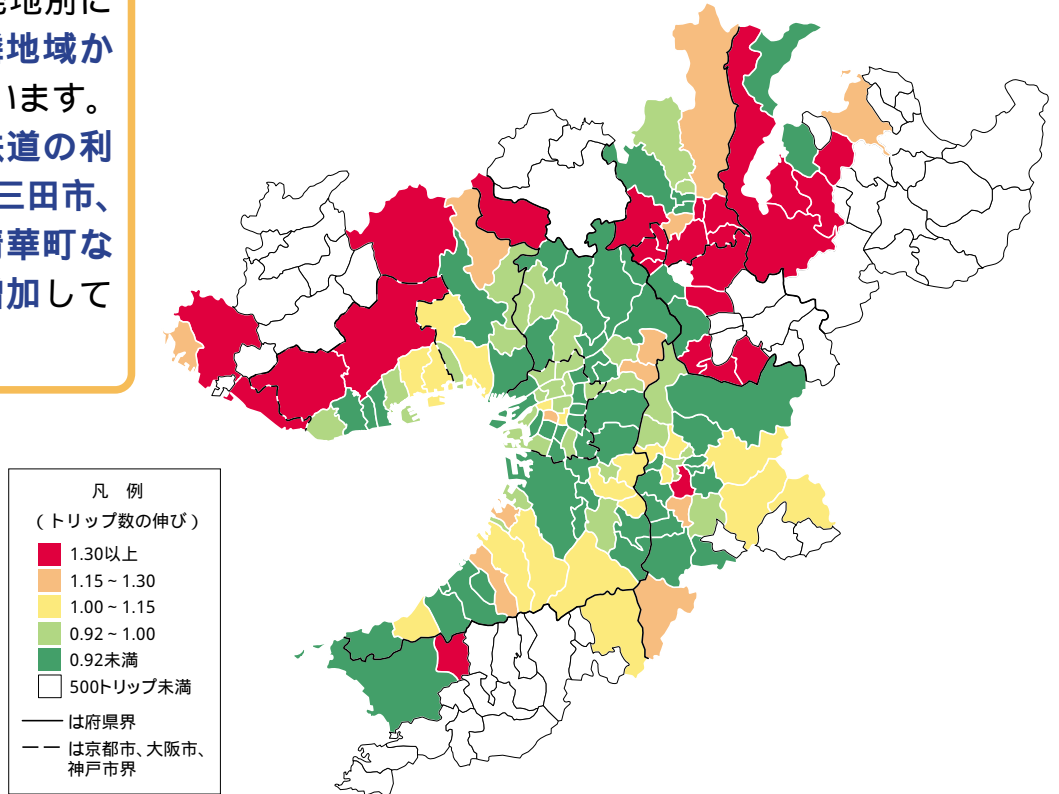 地別に
地域か
います。
道の利
三田市、
華町な
増加して
凡 例
(トリップ数の伸び)
1.30以上
1.15~1.30
1.00~1.15
0.92~1.00
0.92未満
500トリップ未満
は府県界
は京都市、大阪市、
神戸市界